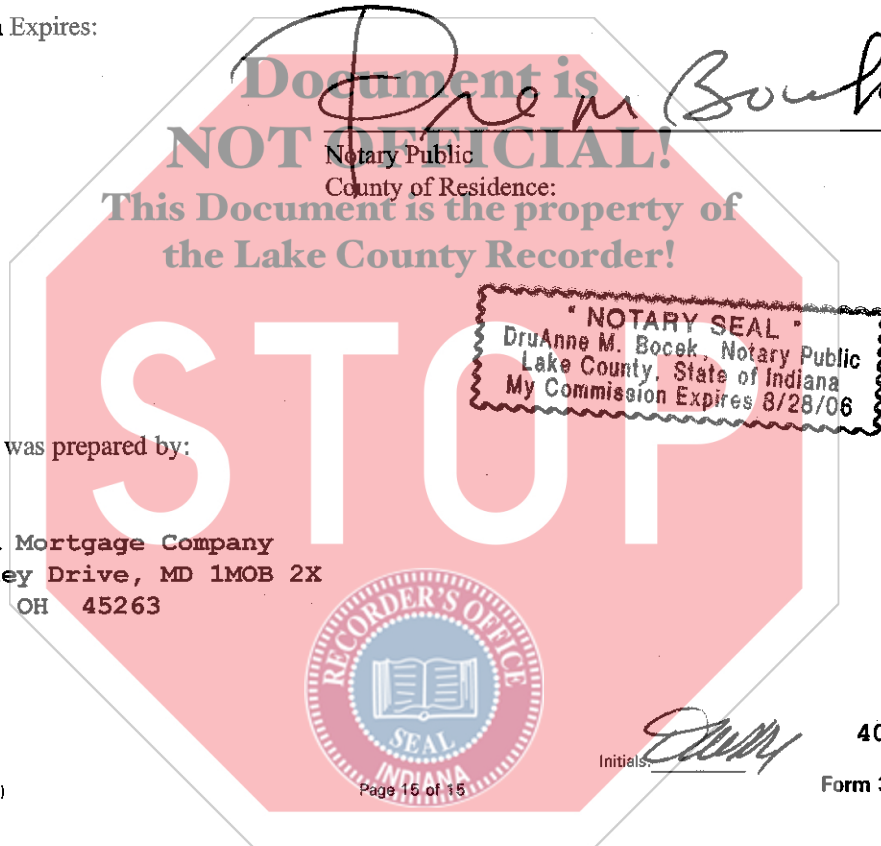 Expires:
Document is
NOT OFFICIAL!
Notary Public
County of Residence:
This Document is the property of
the Lake County Recorder!
" NOTARY SEAL "
DruAnne M. Bocek, Notary Public
Lake County, State of Indiana
My Commission Expires 8/28/06
STOP
was prepared by:
Mortgage Company
ey Drive, MD 1MOB 2X
OH 45263
RECORDER'S OFFICE
SEAL
INDIANA
Initials:
40
Page 15 of 15
Form 3